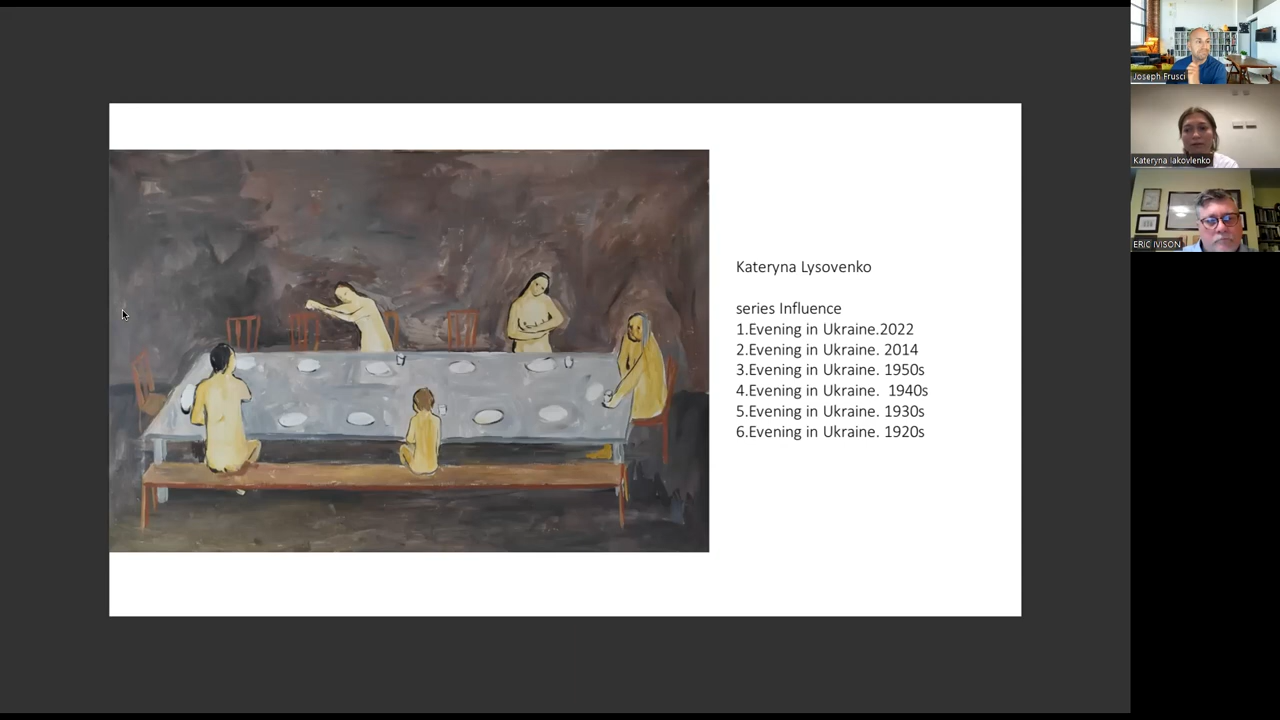 Kateryna Lysovenko
series Influence
1.Evening in Ukraine.2022
2.Evening in Ukraine. 2014
3.Evening in Ukraine. 1950s
4.Evening in Ukraine.  1940s
5.Evening in Ukraine. 1930s
6.Evening in Ukraine. 1920s
Joseph Frusci
Kateryna Iakovlenko
ERIC IVISON